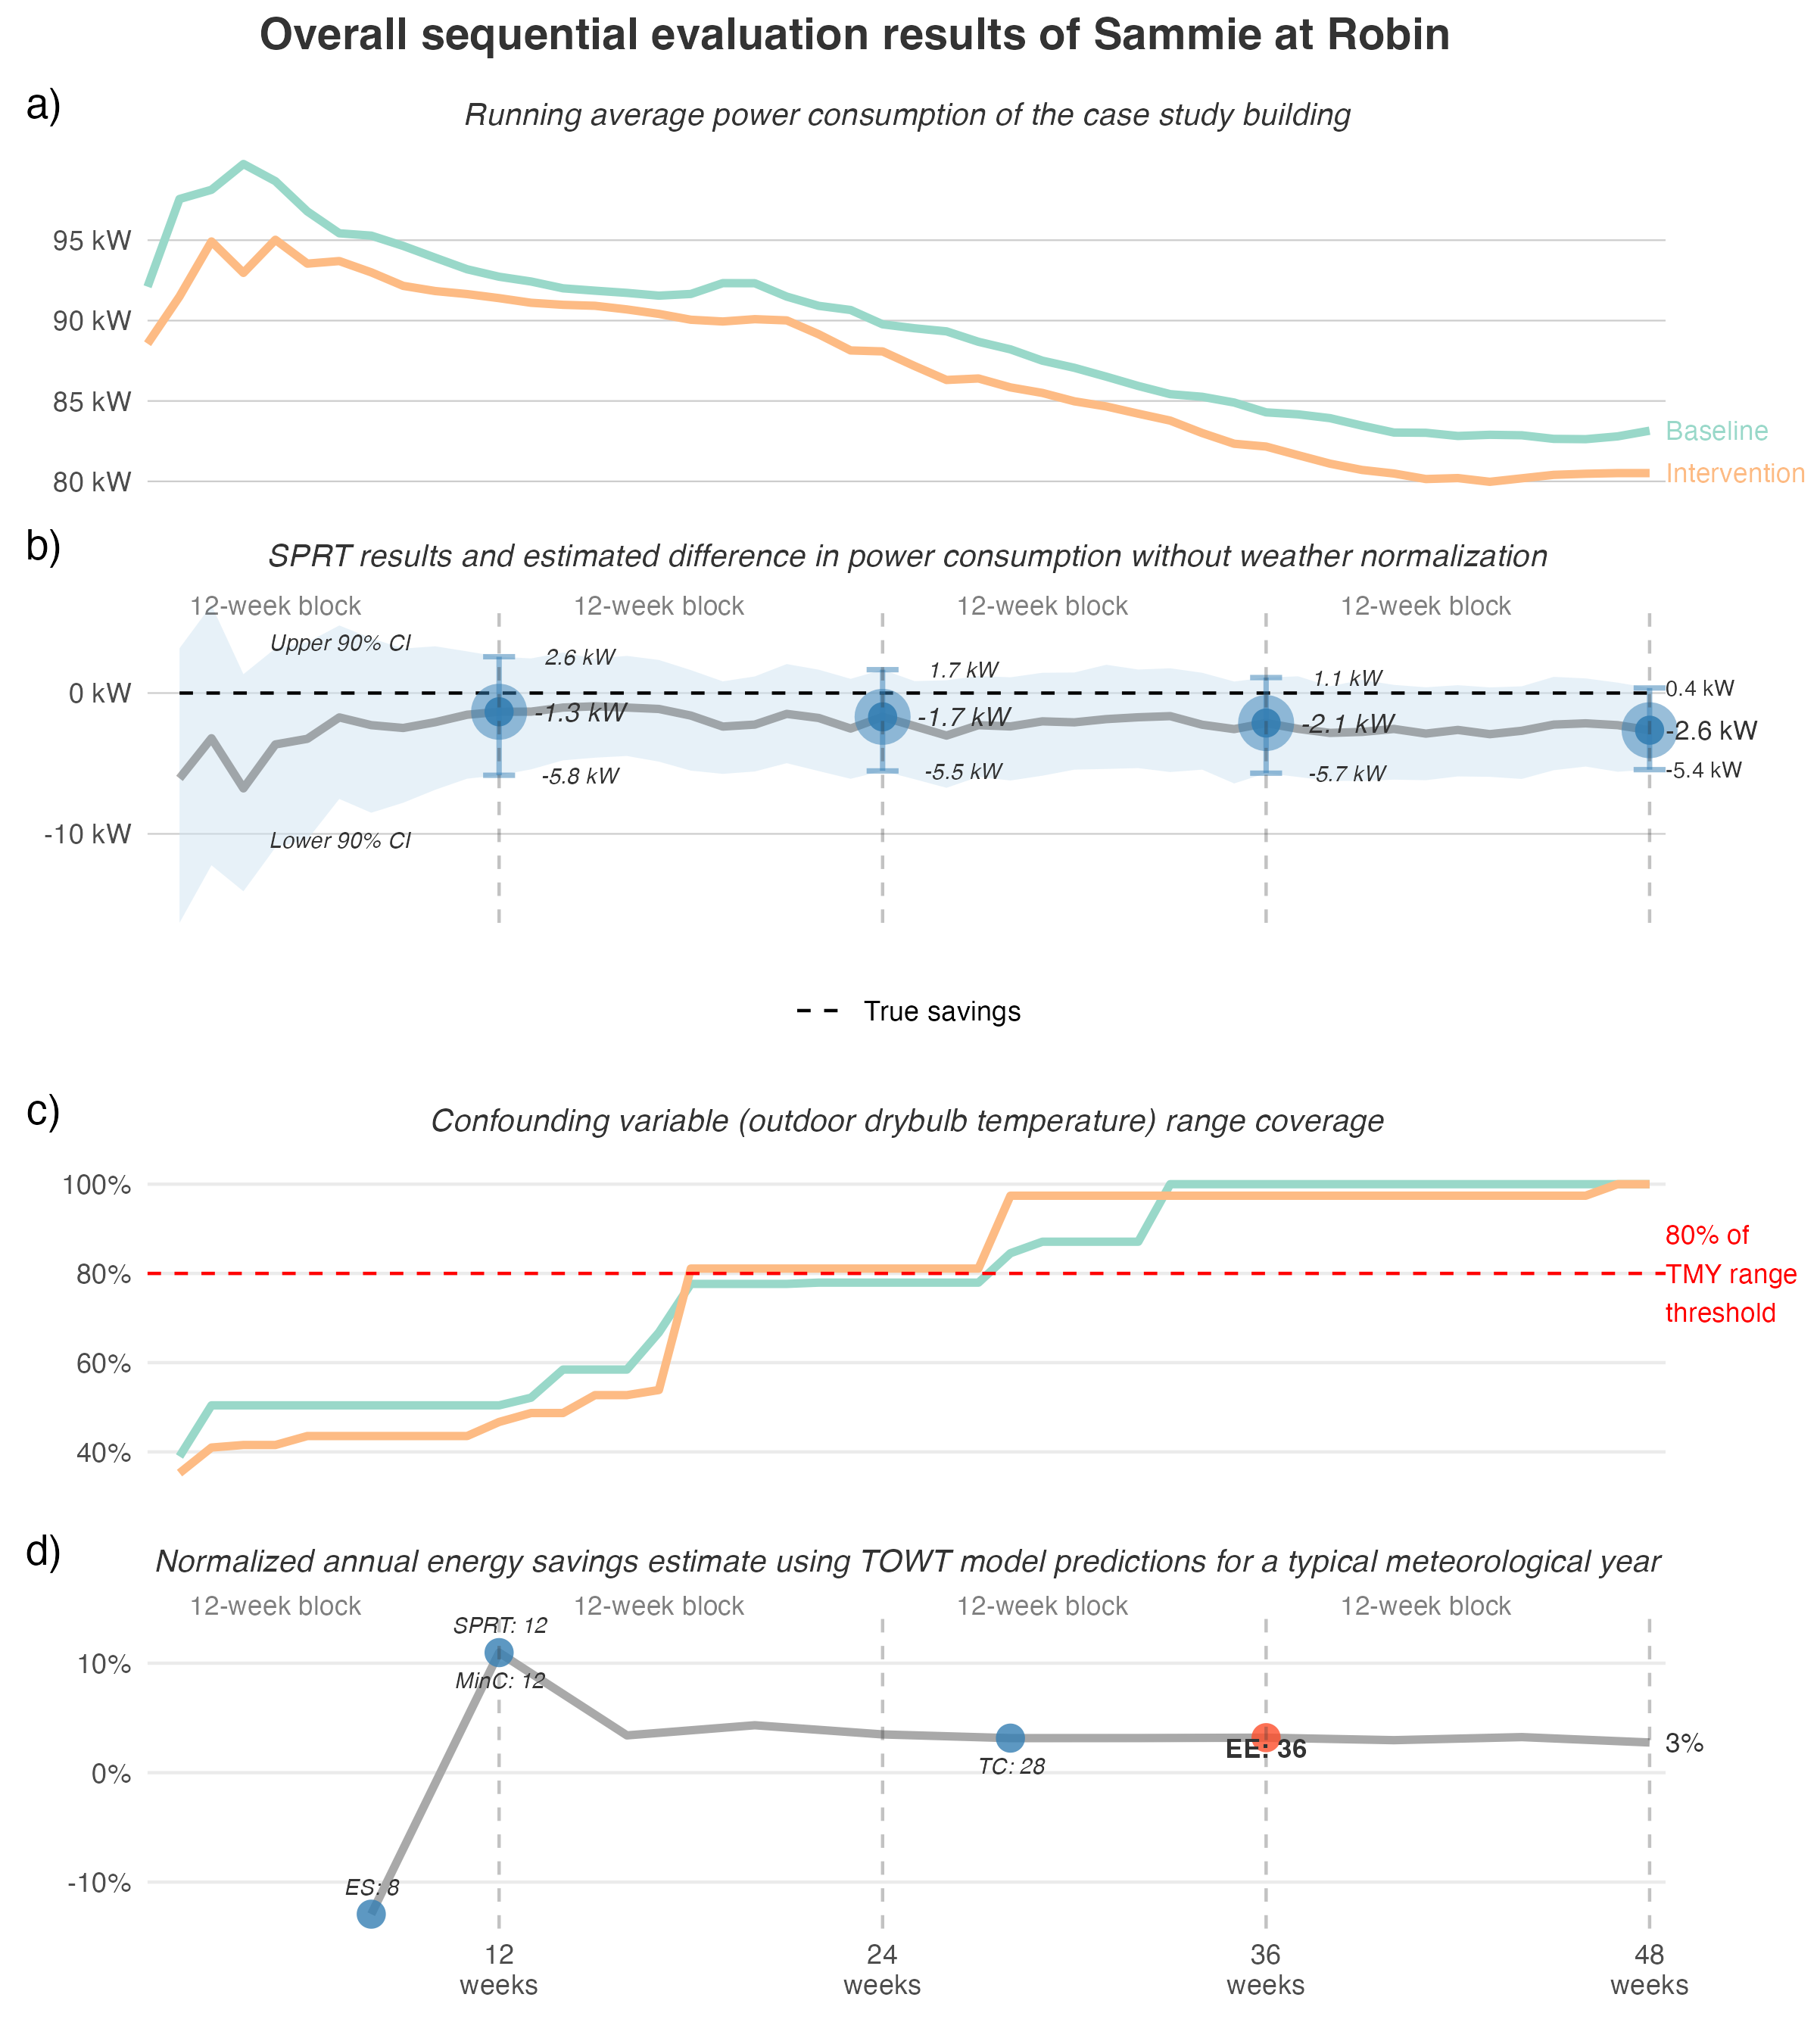 Overall sequential evaluation results of Sammie at Robin
a)
Running average power consumption of the case study building
95 kW
90 kW
85 kW
80 kW
Baseline
Intervention
b)
SPRT results and estimated difference in power consumption without weather normalization
12-week block 12-week block 12-week block 12-week block
Upper 90% CI
2.6 kW
1.7 kW
1.1 kW
0.4 kW
0 kW
-1.3 kW
-1.7 kW
-2.1 kW
-2.6 kW
-5.8 kW
-5.5 kW
-5.7 kW
-5.4 kW
-10 kW
Lower 90% CI
True savings
c)
Confounding variable (outdoor drybulb temperature) range coverage
100%
80%
60%
40%
80% of
TMY range
threshold
d)
Normalized annual energy savings estimate using TOWT model predictions for a typical meteorological year
12-week block 12-week block 12-week block 12-week block
SPRT: 12
10%
MinC: 12
EE: 36
3%
TC: 28
0%
-10%
ES: 8
12
weeks
24
weeks
36
weeks
48
weeks